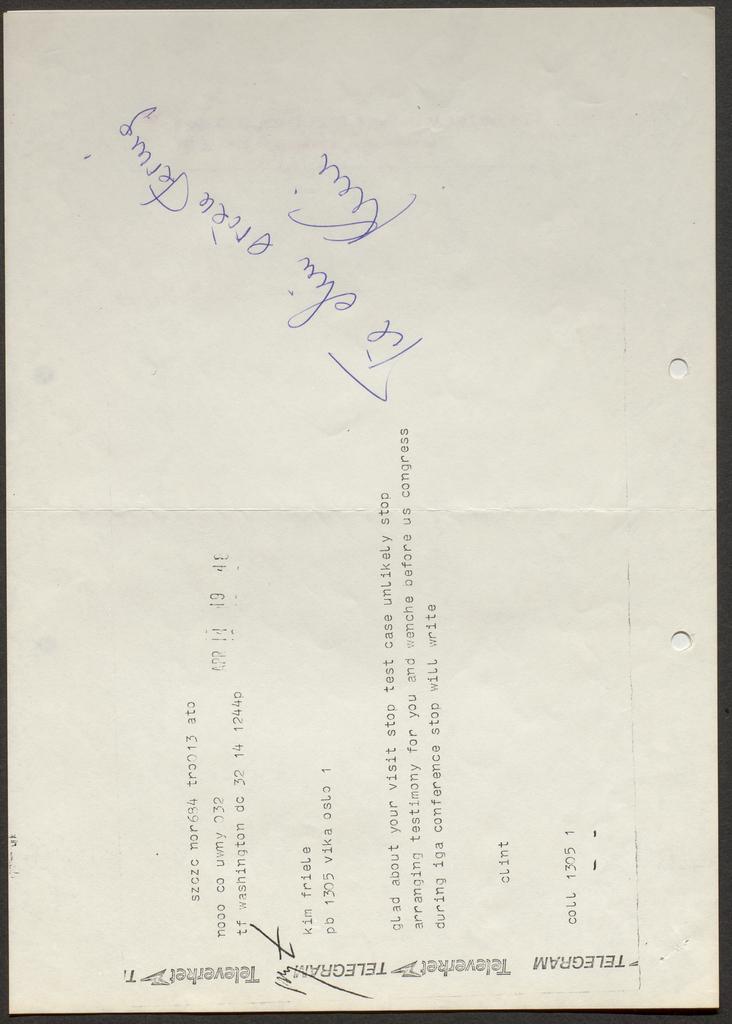 TELEGRAM Televerket TELEGRAM Televerket T
szczc nor684 tro013 ato
nooo co uwny 032
APR 14 19 48
tf washington dc 32 14 1244p
kim friele
pb 1305 vika oslo 1
glad about your visit stop test case unlikely stop
arranging testimony for you and wenche before us congress
during iga conference stop will write
clint
coll 1305 1
Kim